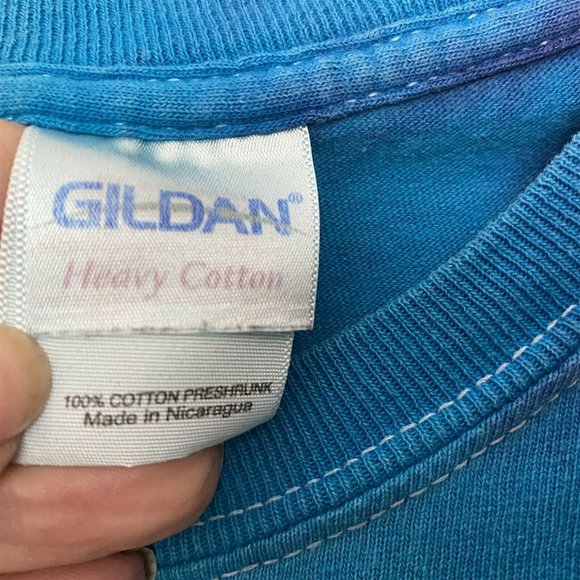 GILDAN®
Heavy Cotton
100% COTTON PRESHRUNK
Made in Nicaragua